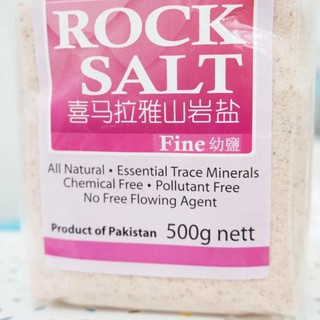 ROCK
SALT
喜马拉雅山岩盐
Fine 幼鹽
All Natural • Essential Trace Minerals
Chemical Free • Pollutant Free
No Free Flowing Agent
Product of Pakistan 500g nett